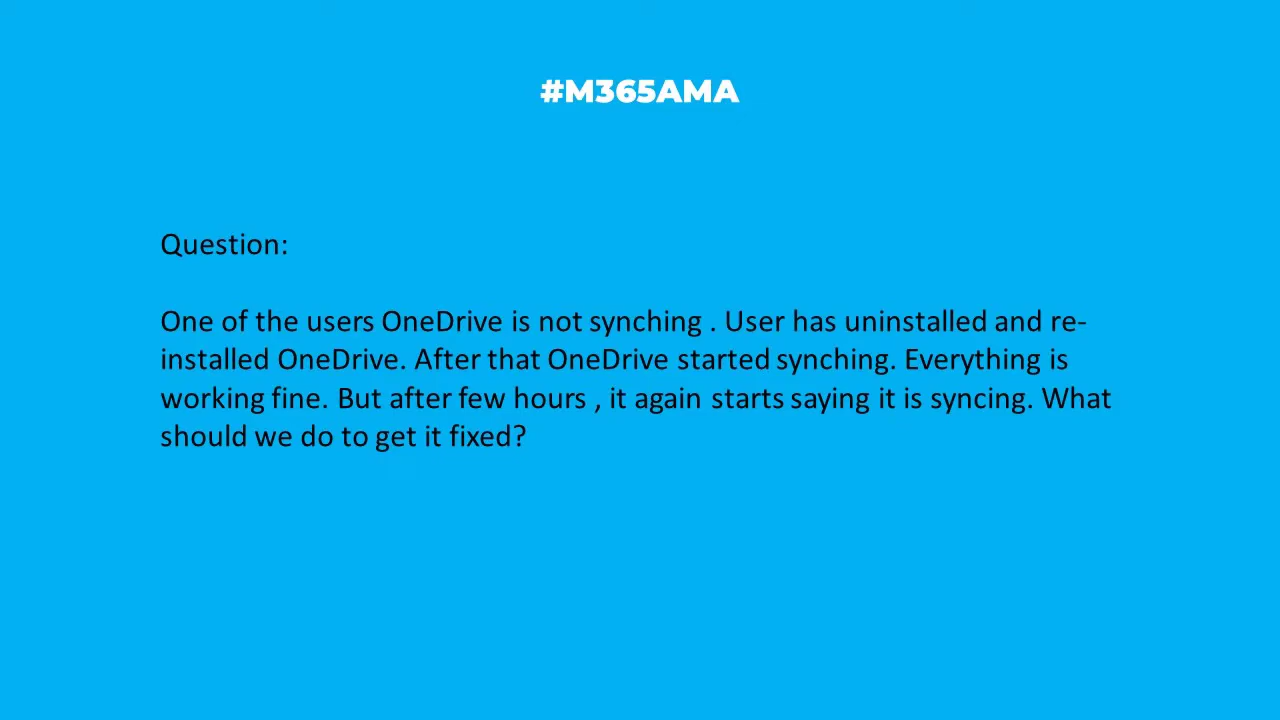 #M365AMA
Question:
One of the users OneDrive is not synching . User has uninstalled and re-
installed OneDrive. After that OneDrive started synching. Everything is
working fine. But after few hours , it again starts saying it is syncing. What
should we do to get it fixed?